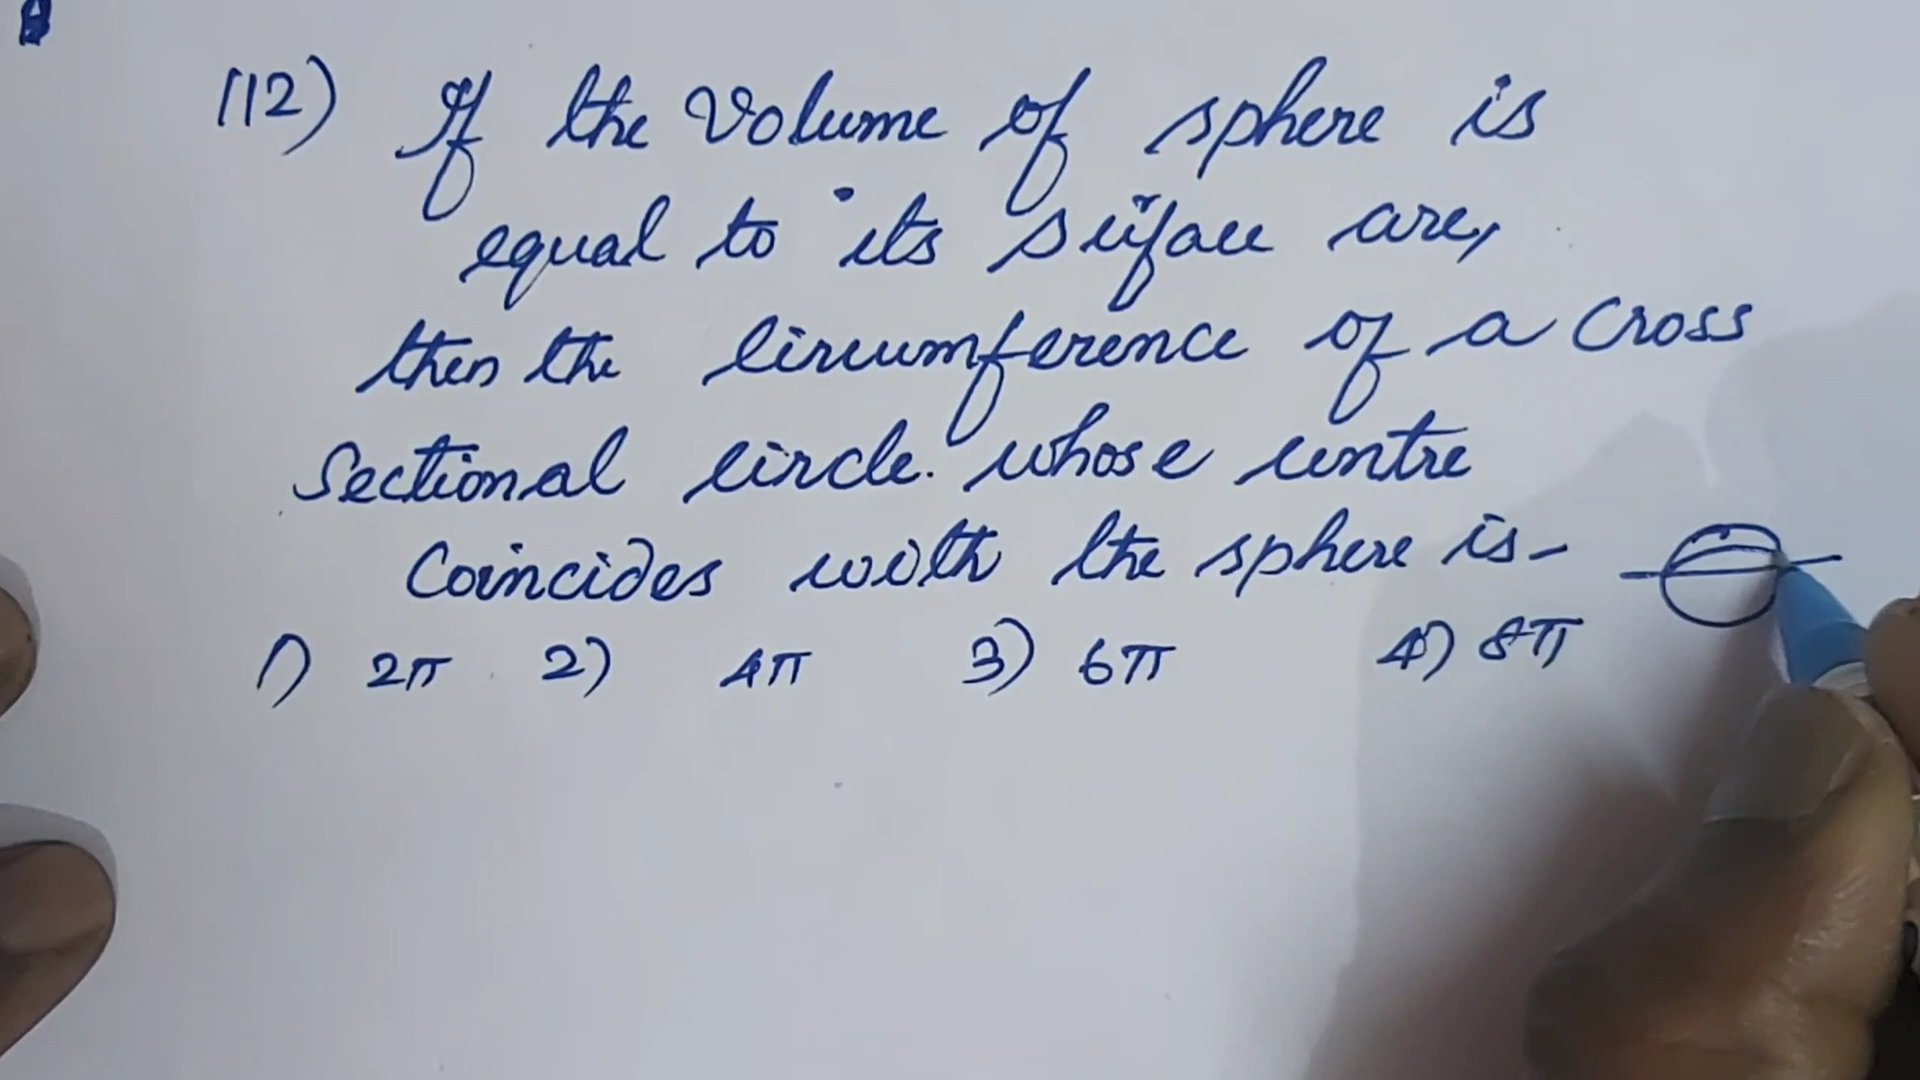 112) If the Volume of sphere is
equal to its surface are,
then the circumference of a cross
Sectional circle. whose centre
Coincides with the sphere is-
1) 2π 2) 4π 3) 6π 4) 8π